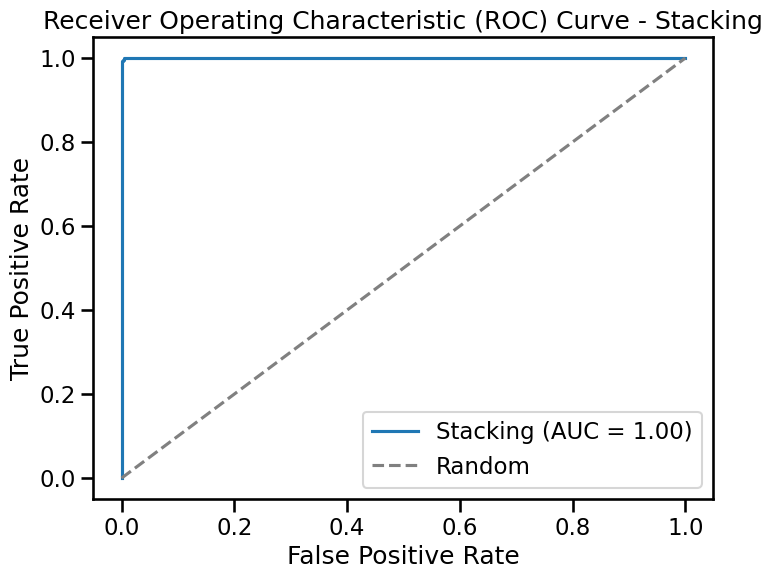 Receiver Operating Characteristic (ROC) Curve - Stacking
True Positive Rate
1.0
0.8
0.6
0.4
0.2
0.0
Stacking (AUC = 1.00)
Random
0.0 0.2 0.4 0.6 0.8 1.0
False Positive Rate